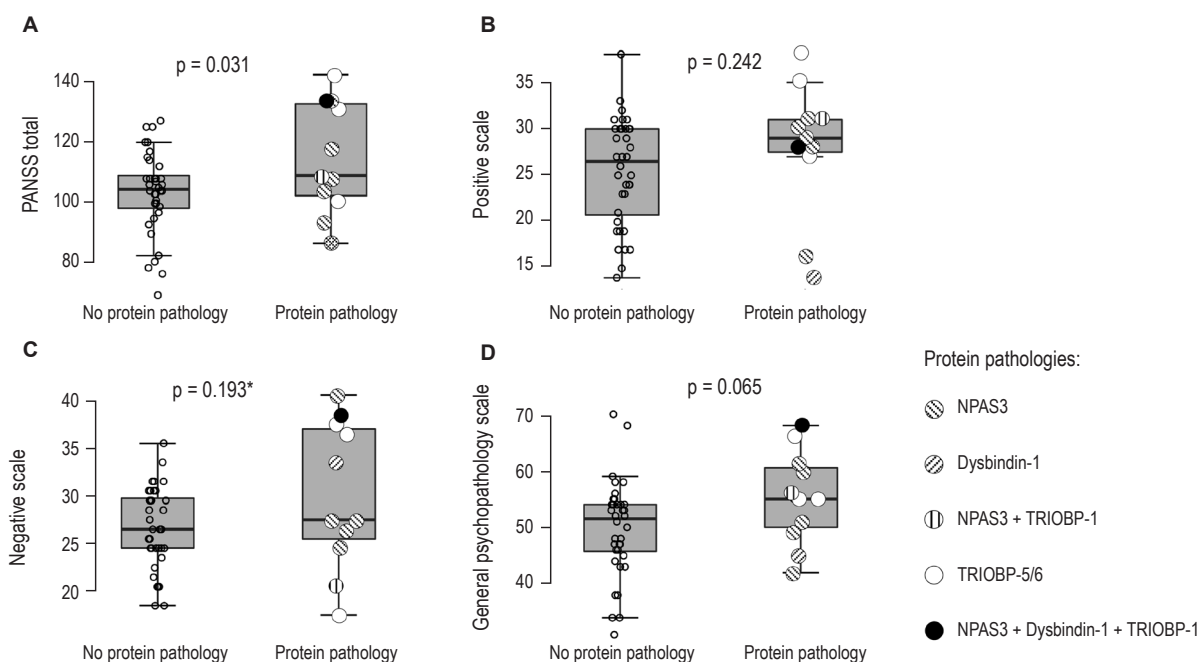 A
p = 0.031
PANSS total
140
120
100
80
No protein pathology
Protein pathology
B
p = 0.242
Positive scale
35
30
25
20
15
No protein pathology
Protein pathology
C
p = 0.193*
Negative scale
40
35
30
25
20
No protein pathology
Protein pathology
D
p = 0.065
General psychopathology scale
70
60
50
40
No protein pathology
Protein pathology
Protein pathologies:
NPAS3
Dysbindin-1
NPAS3 + TRIOBP-1
TRIOBP-5/6
NPAS3 + Dysbindin-1 + TRIOBP-1